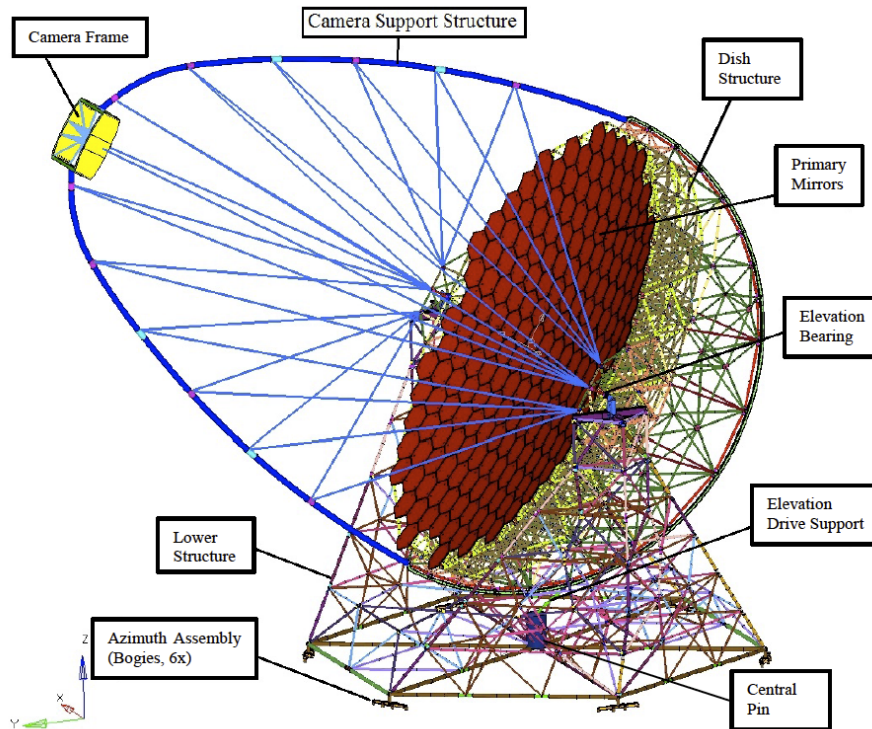 Camera Support Structure
Camera Frame
Dish
Structure
Primary
Mirrors
Elevation
Bearing
Elevation
Drive Support
Lower
Structure
Azimuth Assembly
(Bogies, 6x)
Central
Pin
Z
X
Y